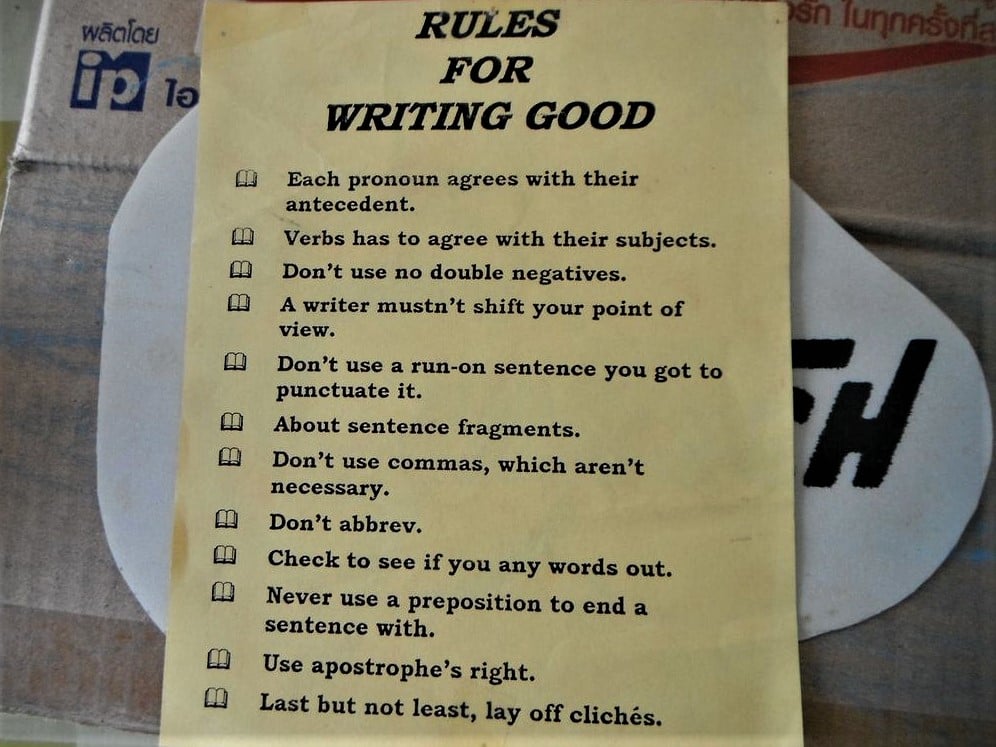 RULES
FOR
WRITING GOOD
Each pronoun agrees with their
antecedent.
Verbs has to agree with their subjects.
Don't use no double negatives.
A writer mustn't shift your point of
view.
Don't use a run-on sentence you got to
punctuate it.
About sentence fragments.
Don't use commas, which aren't
necessary.
Don't abbrev.
Check to see if you any words out.
Never use a preposition to end a
sentence with.
Use apostrophe's right.
Last but not least, lay off clichés.
ผลิตโดย
ip ไอ
ในทุกครั้งที่
H